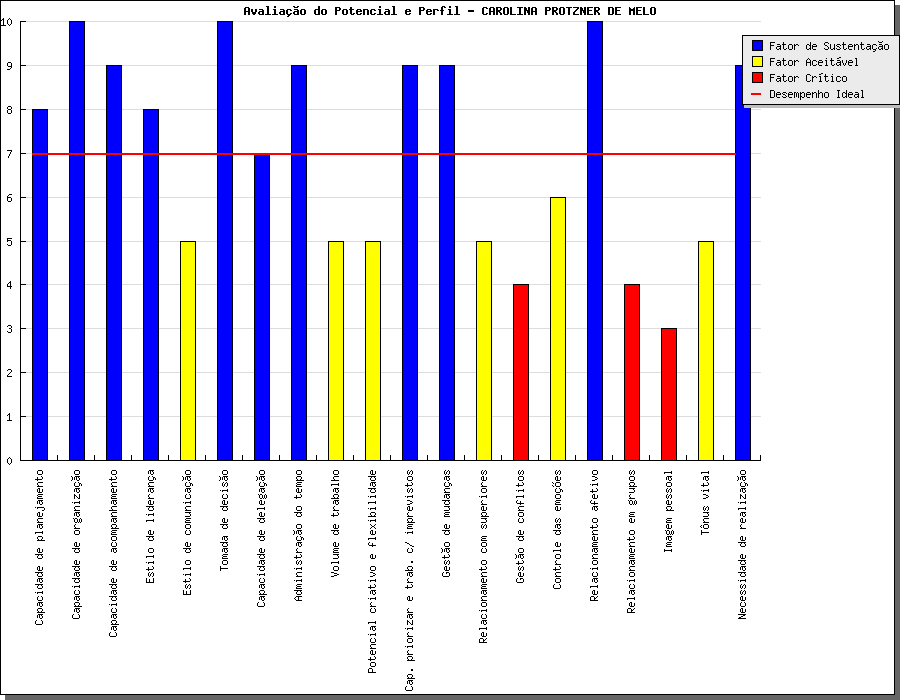 Avaliação do Potencial e Perfil - CAROLINA PROTZNER DE MELO
Fator de Sustentação
Fator Aceitável
Fator Crítico
Desempenho Ideal
10
9
8
7
6
5
4
3
2
1
0
Capacidade de planejamento
Capacidade de organização
Capacidade de acompanhamento
Estilo de liderança
Estilo de comunicação
Tomada de decisão
Capacidade de delegação
Administração do tempo
Volume de trabalho
Potencial criativo e flexibilidade
Cap. priorizar e trab. c/ imprevistos
Gestão de mudanças
Relacionamento com superiores
Gestão de conflitos
Controle das emoções
Relacionamento afetivo
Relacionamento em grupos
Imagem pessoal
Tônus vital
Necessidade de realização